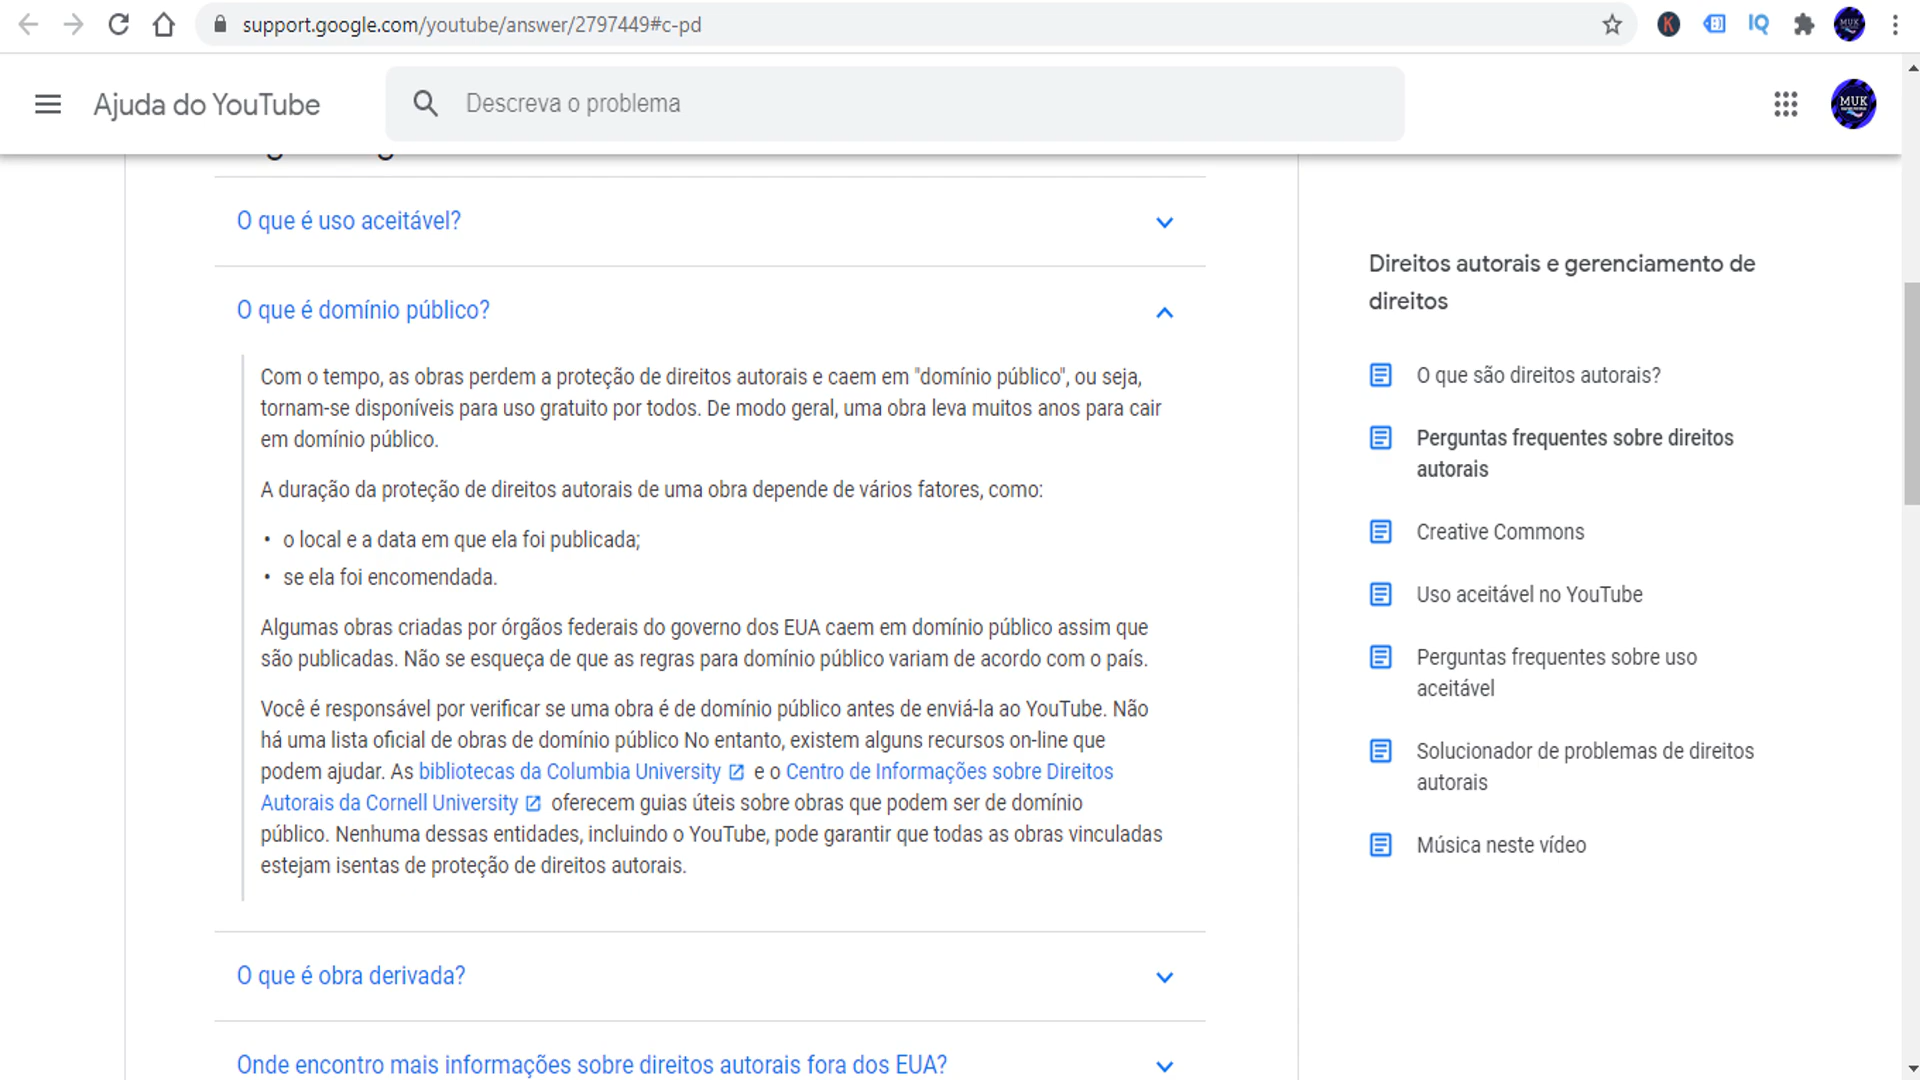 support.google.com/youtube/answer/2797449#c-pd
K
IQ
MUK
Ajuda do YouTube
Descreva o problema
MUK
O que é uso aceitável?
O que é domínio público?
Com o tempo, as obras perdem a proteção de direitos autorais e caem em "domínio público", ou seja,
tornam-se disponíveis para uso gratuito por todos. De modo geral, uma obra leva muitos anos para cair
em domínio público.
A duração da proteção de direitos autorais de uma obra depende de vários fatores, como:
• o local e a data em que ela foi publicada;
• se ela foi encomendada.
Algumas obras criadas por órgãos federais do governo dos EUA caem em domínio público assim que
são publicadas. Não se esqueça de que as regras para domínio público variam de acordo com o país.
Você é responsável por verificar se uma obra é de domínio público antes de enviá-la ao YouTube. Não
há uma lista oficial de obras de domínio público No entanto, existem alguns recursos on-line que
podem ajudar. As bibliotecas da Columbia University e o Centro de Informações sobre Direitos
Autorais da Cornell University oferecem guias úteis sobre obras que podem ser de domínio
público. Nenhuma dessas entidades, incluindo o YouTube, pode garantir que todas as obras vinculadas
estejam isentas de proteção de direitos autorais.
O que é obra derivada?
Onde encontro mais informações sobre direitos autorais fora dos EUA?
Direitos autorais e gerenciamento de
direitos
O que são direitos autorais?
Perguntas frequentes sobre direitos
autorais
Creative Commons
Uso aceitável no YouTube
Perguntas frequentes sobre uso
aceitável
Solucionador de problemas de direitos
autorais
Música neste vídeo